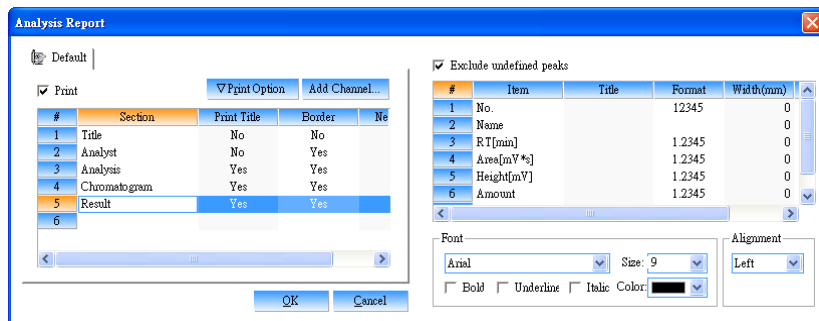 Analysis Report
Default
Print
▽Print Option
Add Channel...
# Section Print Title Border Ne
1 Title No No
2 Analyst No Yes
3 Analysis Yes Yes
4 Chromatogram Yes Yes
5 Result Yes Yes
6
OK
Cancel
Exclude undefined peaks
# Item Title Format Width(mm)
1 No. 12345 0
2 Name 0
3 RT[min] 1.2345 0
4 Area[mV*s] 1.2345 0
5 Height[mV] 1.2345 0
6 Amount 1.2345 0
Font
Arial Size: 9
Bold Underline Italic Color:
Alignment
Left